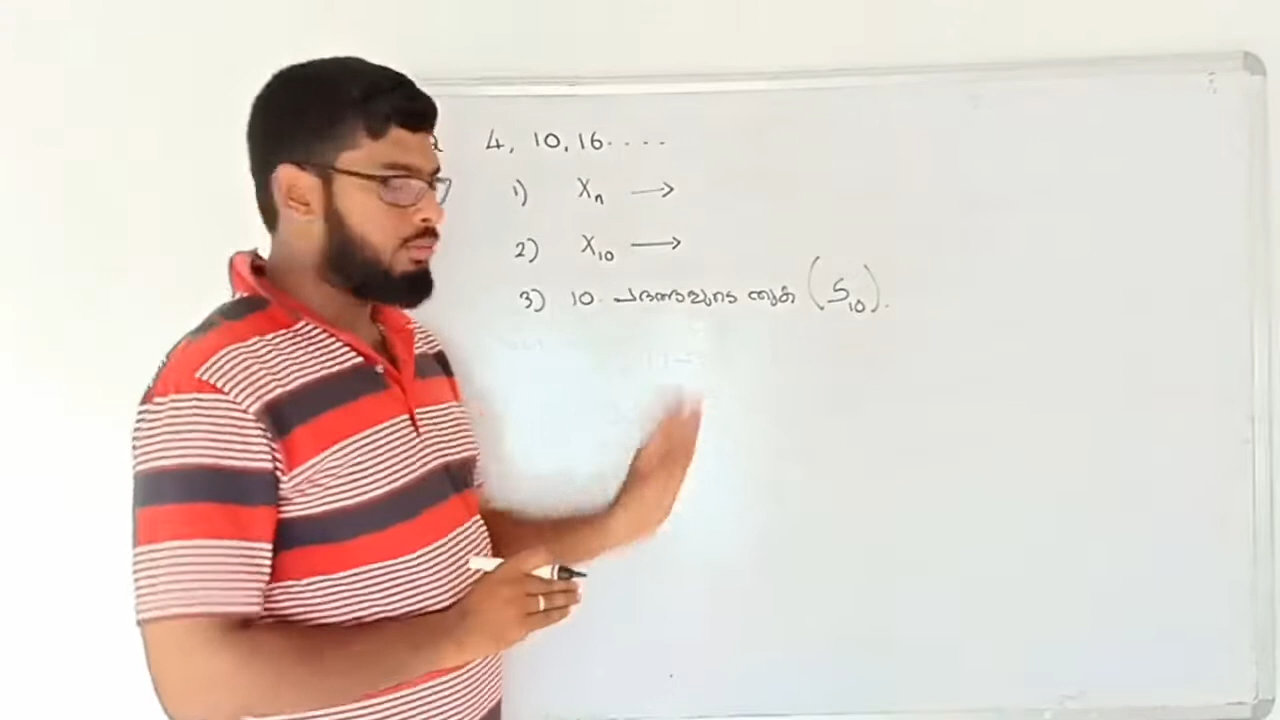 4, 10, 16 . . . .
1) Xₙ →
2) X₁₀ →
3) 10 പദങ്ങളുടെ തുക (S₁₀).